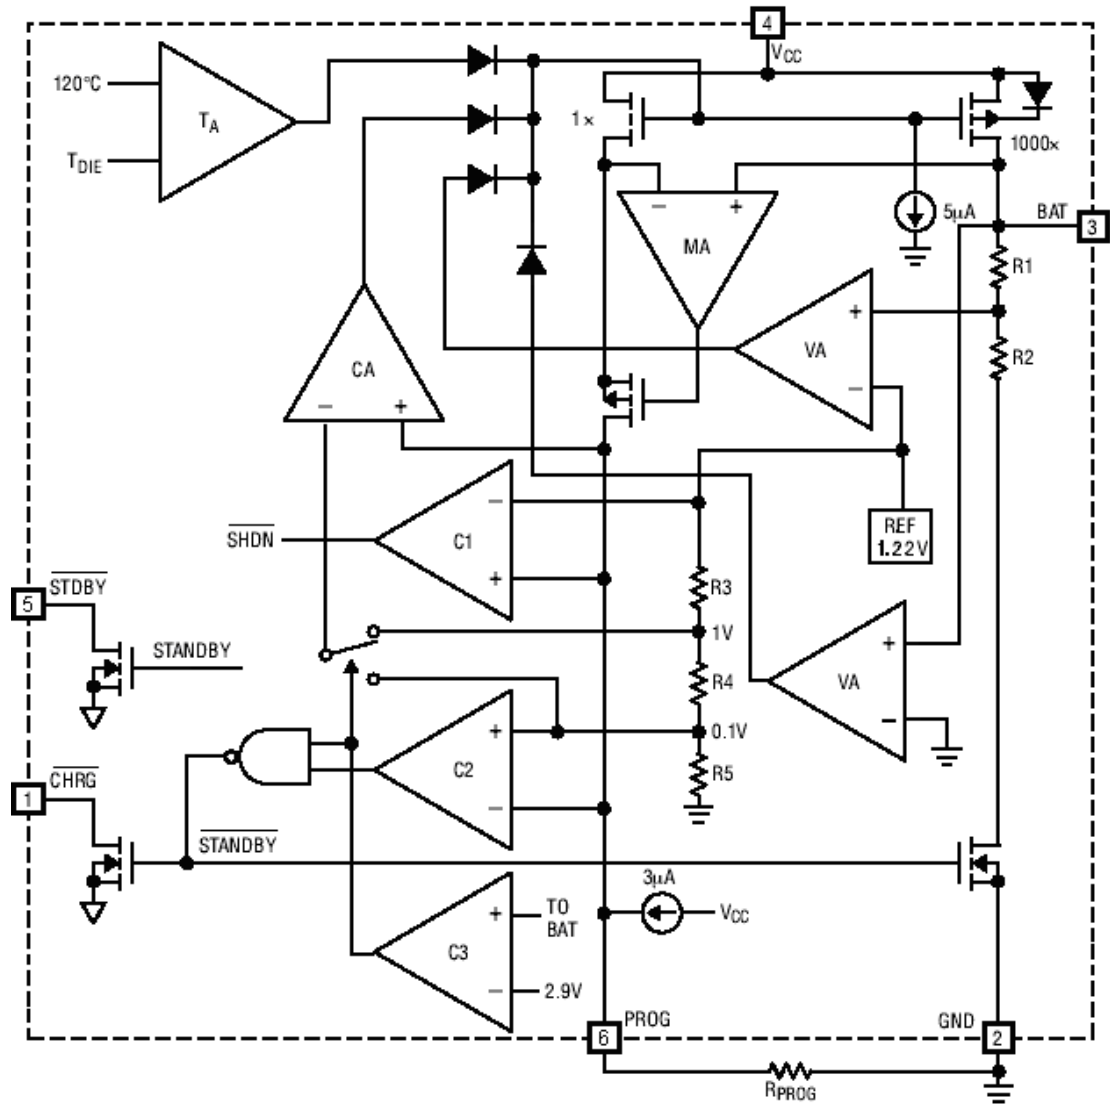 4
VCC
120°C
TA
TDIE
1×
1000×
− +
MA
5µA
BAT
3
R1
+
VA
−
R2
CA
− +
REF
1.22V
−
C1
+
SHDN
R3
STDBY
5
STANDBY
1V
R4
+
VA
−
0.1V
+
C2
−
R5
CHRG
1
STANDBY
3µA
VCC
+
TO
BAT
C3
−
2.9V
PROG
6
GND
2
RPROG